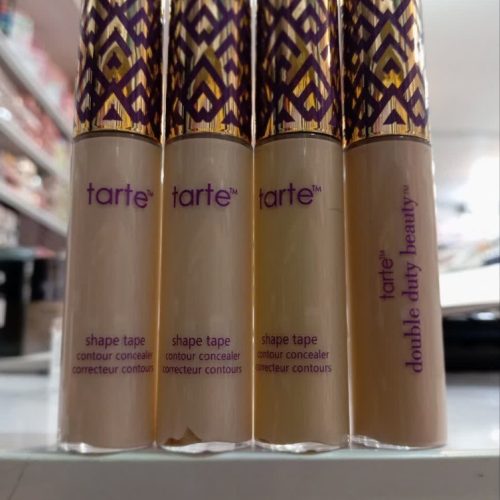 tarte™
shape tape
contour concealer
correcteur contours
tarte™
shape tape
contour concealer
correcteur contours
tarte™
shape tape
contour concealer
correcteur contours
tarte™
double duty beauty™